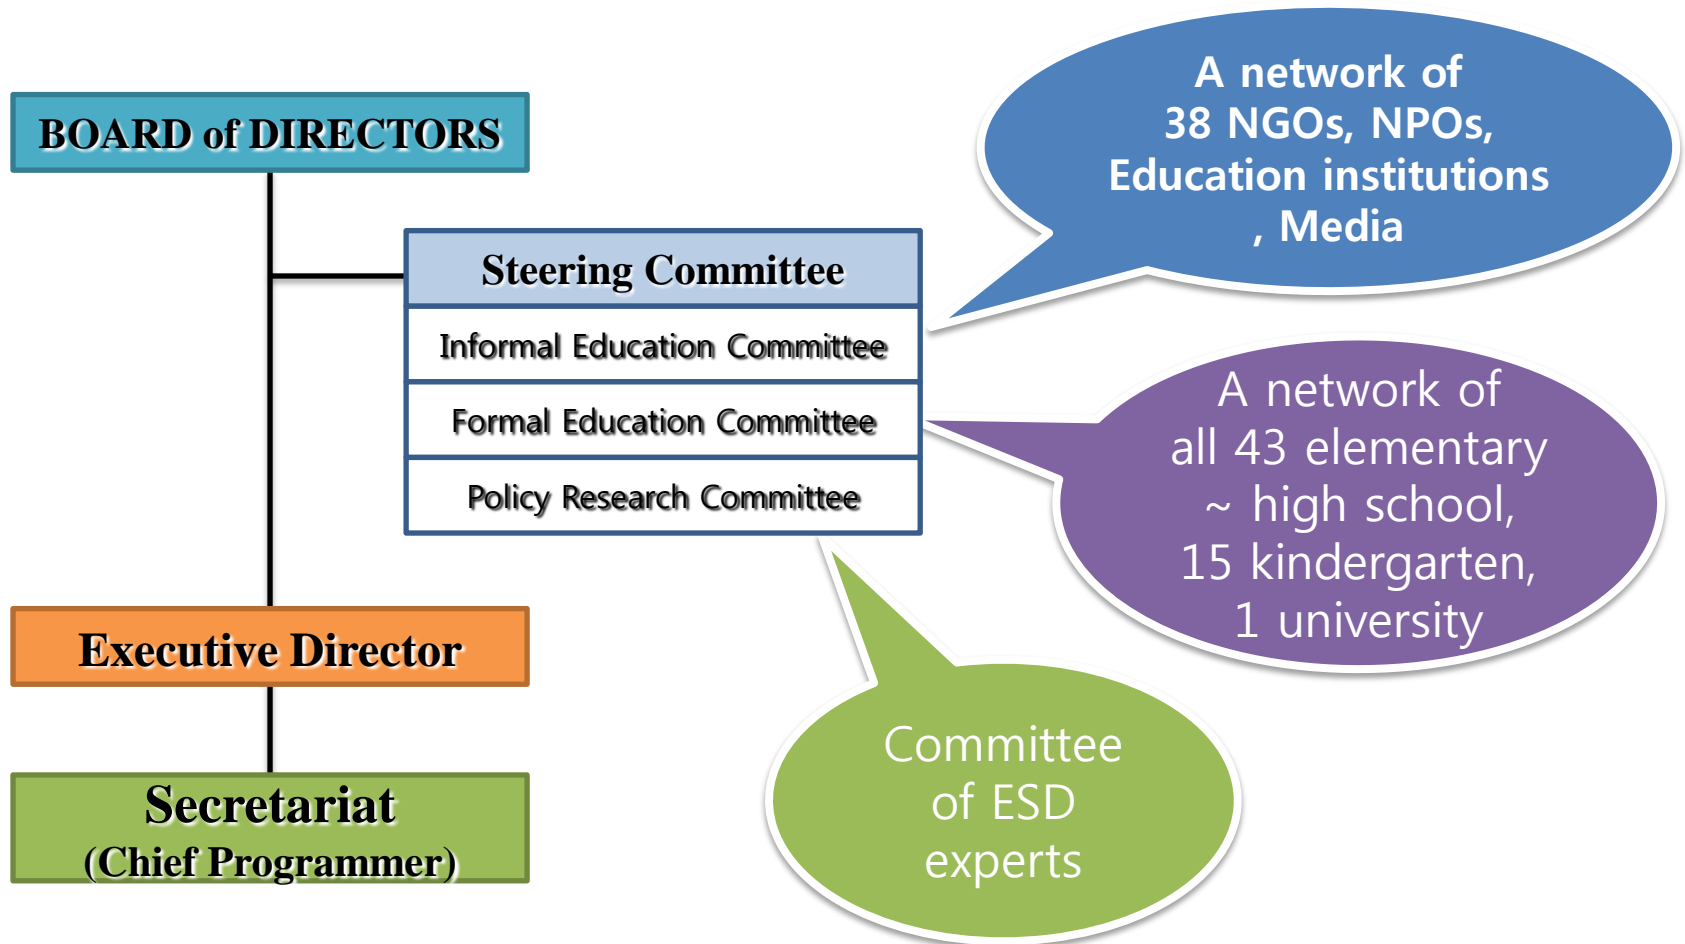 BOARD of DIRECTORS
Steering Committee
Informal Education Committee
Formal Education Committee
Policy Research Committee
Executive Director
Secretariat
(Chief Programmer)
A network of
38 NGOs, NPOs,
Education institutions
, Media
A network of
all 43 elementary
~ high school,
15 kindergarten,
1 university
Committee
of ESD
experts